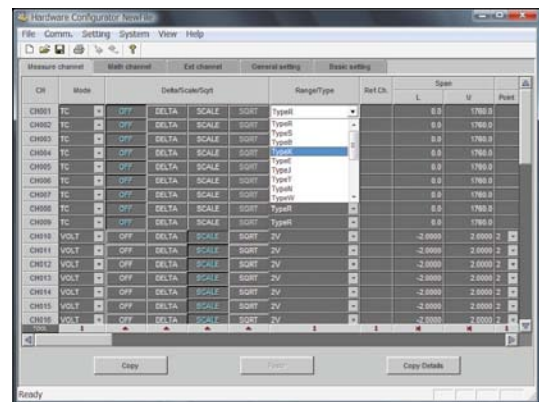 Hardware Configurator NewFile
File Comm. Setting System View Help
Measure channel Math channel Ext channel General setting Basic setting
CH Mode Delta/Scale/Sqrt Range/Type Ref.Ch. Span
L U Point
CH001 TC OFF DELTA SCALE SQRT TypeR 0.0 1760.0
CH002 TC OFF DELTA SCALE SQRT TypeR 0.0 1760.0
CH003 TC OFF DELTA SCALE SQRT TypeS TypeB 0.0 1760.0
CH004 TC OFF DELTA SCALE SQRT TypeK 0.0 1760.0
CH005 TC OFF DELTA SCALE SQRT TypeE 0.0 1760.0
CH006 TC OFF DELTA SCALE SQRT TypeJ TypeT 0.0 1760.0
CH007 TC OFF DELTA SCALE SQRT TypeN TypeW 0.0 1760.0
CH008 TC OFF DELTA SCALE SQRT TypeR 0.0 1760.0
CH009 TC OFF DELTA SCALE SQRT TypeR 0.0 1760.0
CH010 VOLT OFF DELTA SCALE SQRT 2V -2.0000 2.0000 2
CH011 VOLT OFF DELTA SCALE SQRT 2V -2.0000 2.0000 2
CH012 VOLT OFF DELTA SCALE SQRT 2V -2.0000 2.0000 2
CH013 VOLT OFF DELTA SCALE SQRT 2V -2.0000 2.0000 2
CH014 VOLT OFF DELTA SCALE SQRT 2V -2.0000 2.0000 2
CH015 VOLT OFF DELTA SCALE SQRT 2V -2.0000 2.0000 2
CH016 VOLT OFF DELTA SCALE SQRT 2V -2.0000 2.0000 2
TOOL
Copy Paste Copy Details
Ready